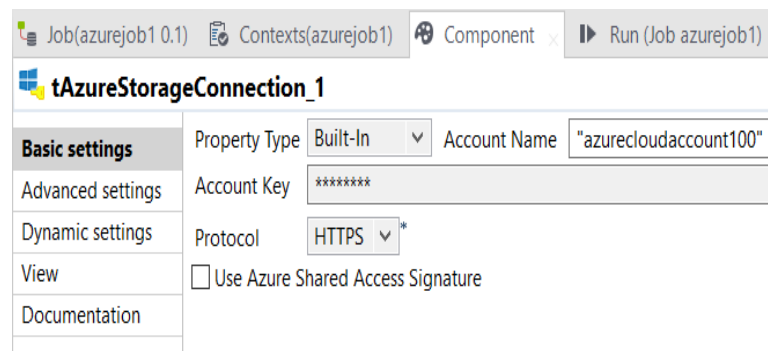 Job(azurejob1 0.1) Contexts(azurejob1) Component Run (Job azurejob1)
tAzureStorageConnection_1
Basic settings
Advanced settings
Dynamic settings
View
Documentation
Property Type Built-In Account Name "azurecloudaccount100"
Account Key ********
Protocol HTTPS *
Use Azure Shared Access Signature